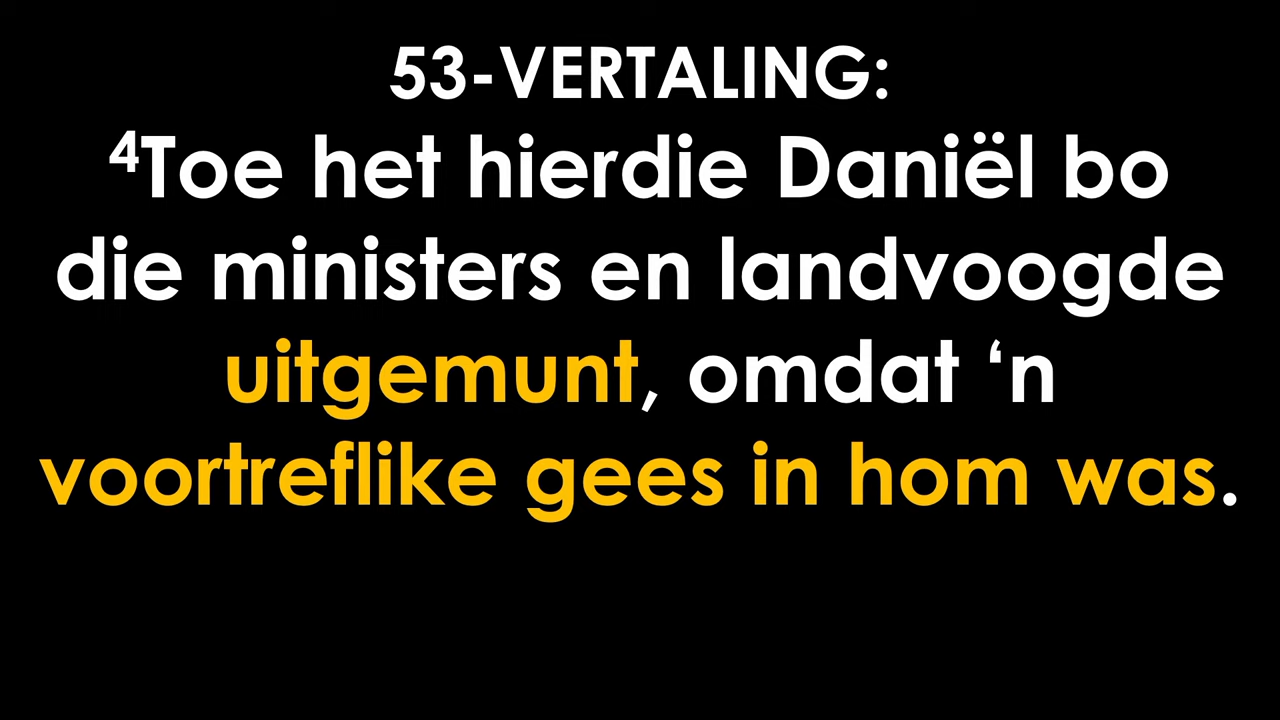 53-VERTALING:
⁴Toe het hierdie Daniël bo
die ministers en landvoogde
uitgemunt, omdat ‘n
voortreflike gees in hom was.